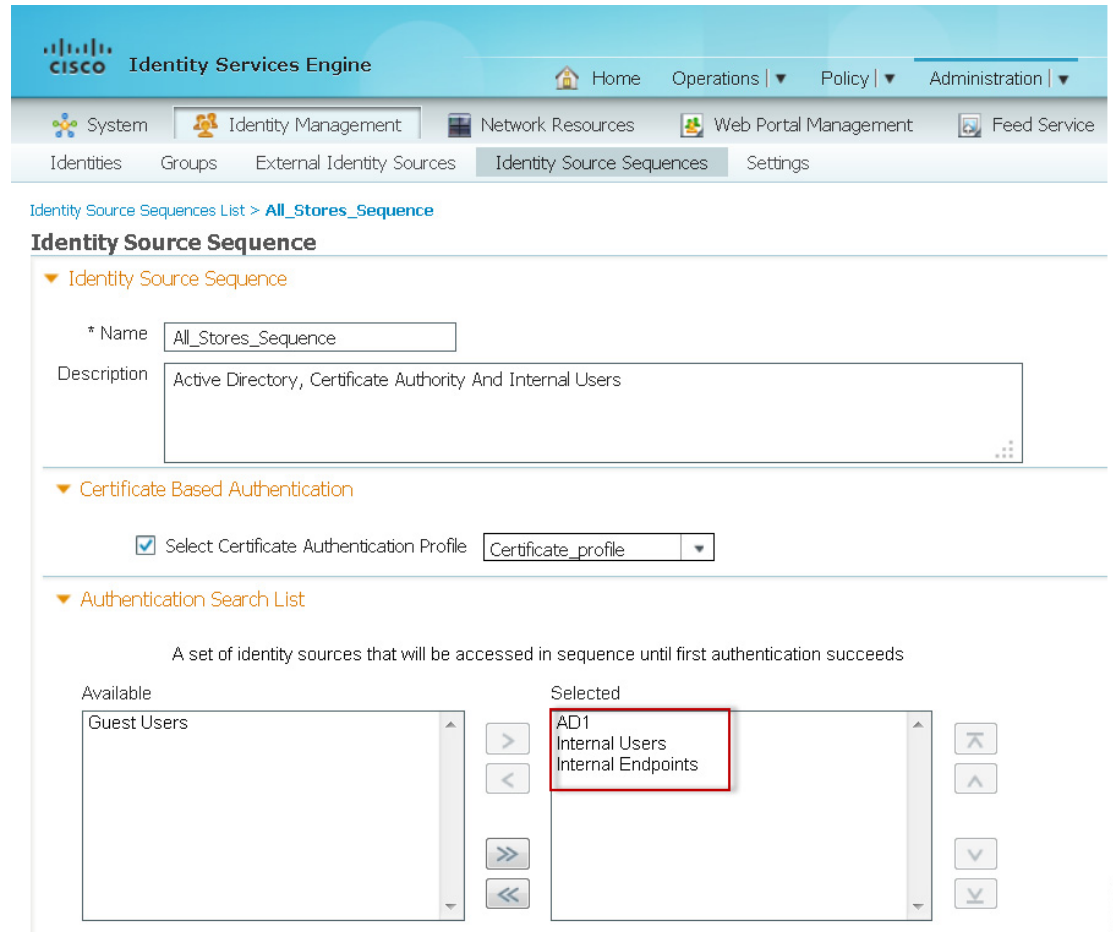 CISCO Identity Services Engine
Home Operations | ▼ Policy | ▼ Administration | ▼
System Identity Management Network Resources Web Portal Management Feed Service
Identities Groups External Identity Sources Identity Source Sequences Settings
Identity Source Sequences List > All_Stores_Sequence
Identity Source Sequence
▼ Identity Source Sequence
* Name All_Stores_Sequence
Description Active Directory, Certificate Authority And Internal Users
▼ Certificate Based Authentication
Select Certificate Authentication Profile Certificate_profile
▼ Authentication Search List
A set of identity sources that will be accessed in sequence until first authentication succeeds
Available Selected
Guest Users AD1
Internal Users
Internal Endpoints